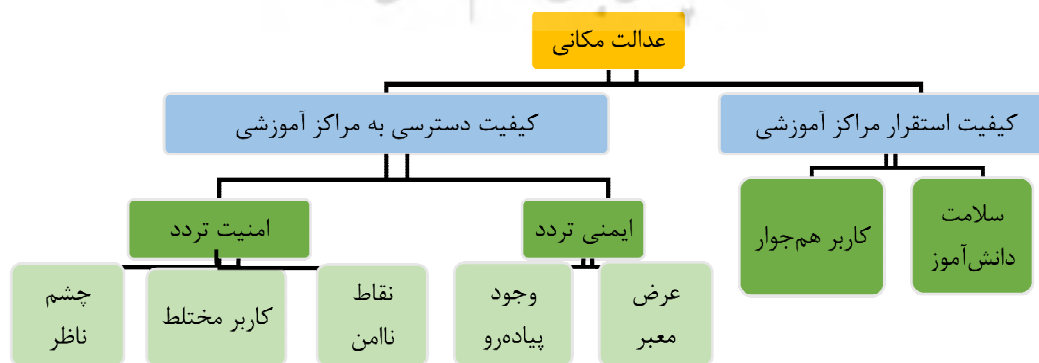 عدالت مکانی
کیفیت استقرار مراکز آموزشی
کیفیت دسترسی به مراکز آموزشی
سلامت
دانش‌آموز
کاربر هم‌جوار
ایمنی تردد
امنیت تردد
عرض
معبر
وجود
پیاده‌رو
نقاط
ناامن
کاربر مختلط
چشم
ناظر